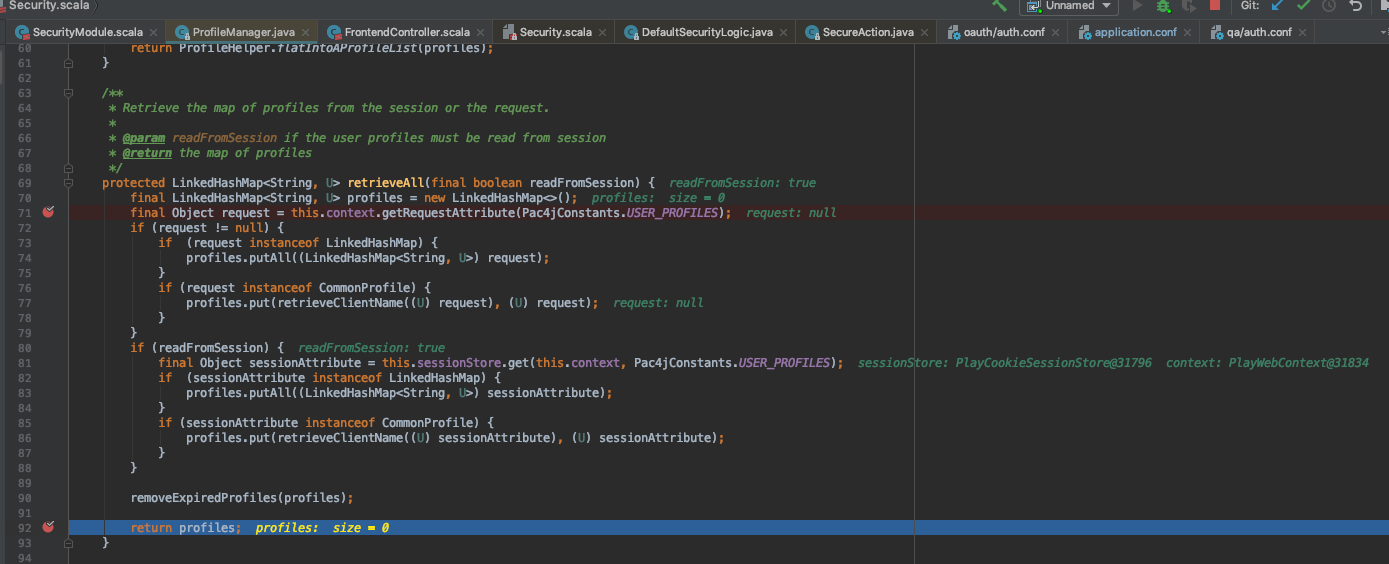 Security.scala
Unnamed Git:
SecurityModule.scala ProfileManager.java FrontendController.scala Security.scala DefaultSecurityLogic.java SecureAction.java oauth/auth.conf application.conf qa/auth.conf
60 return ProfileHelper.flatIntoAProfileList(profiles);
61 }
62
63 /**
64 * Retrieve the map of profiles from the session or the request.
65 *
66 * @param readFromSession if the user profiles must be read from session
67 * @return the map of profiles
68 */
69 protected LinkedHashMap<String, U> retrieveAll(final boolean readFromSession) { readFromSession: true
70 final LinkedHashMap<String, U> profiles = new LinkedHashMap<>(); profiles: size = 0
71 final Object request = this.context.getRequestAttribute(Pac4jConstants.USER_PROFILES); request: null
72 if (request != null) {
73 if (request instanceof LinkedHashMap) {
74 profiles.putAll((LinkedHashMap<String, U>) request);
75 }
76 if (request instanceof CommonProfile) {
77 profiles.put(retrieveClientName((U) request), (U) request); request: null
78 }
79 }
80 if (readFromSession) { readFromSession: true
81 final Object sessionAttribute = this.sessionStore.get(this.context, Pac4jConstants.USER_PROFILES); sessionStore: PlayCookieSessionStore@31796 context: PlayWebContext@31834
82 if (sessionAttribute instanceof LinkedHashMap) {
83 profiles.putAll((LinkedHashMap<String, U>) sessionAttribute);
84 }
85 if (sessionAttribute instanceof CommonProfile) {
86 profiles.put(retrieveClientName((U) sessionAttribute), (U) sessionAttribute);
87 }
88 }
89
90 removeExpiredProfiles(profiles);
91
92 return profiles; profiles: size = 0
93 }
94